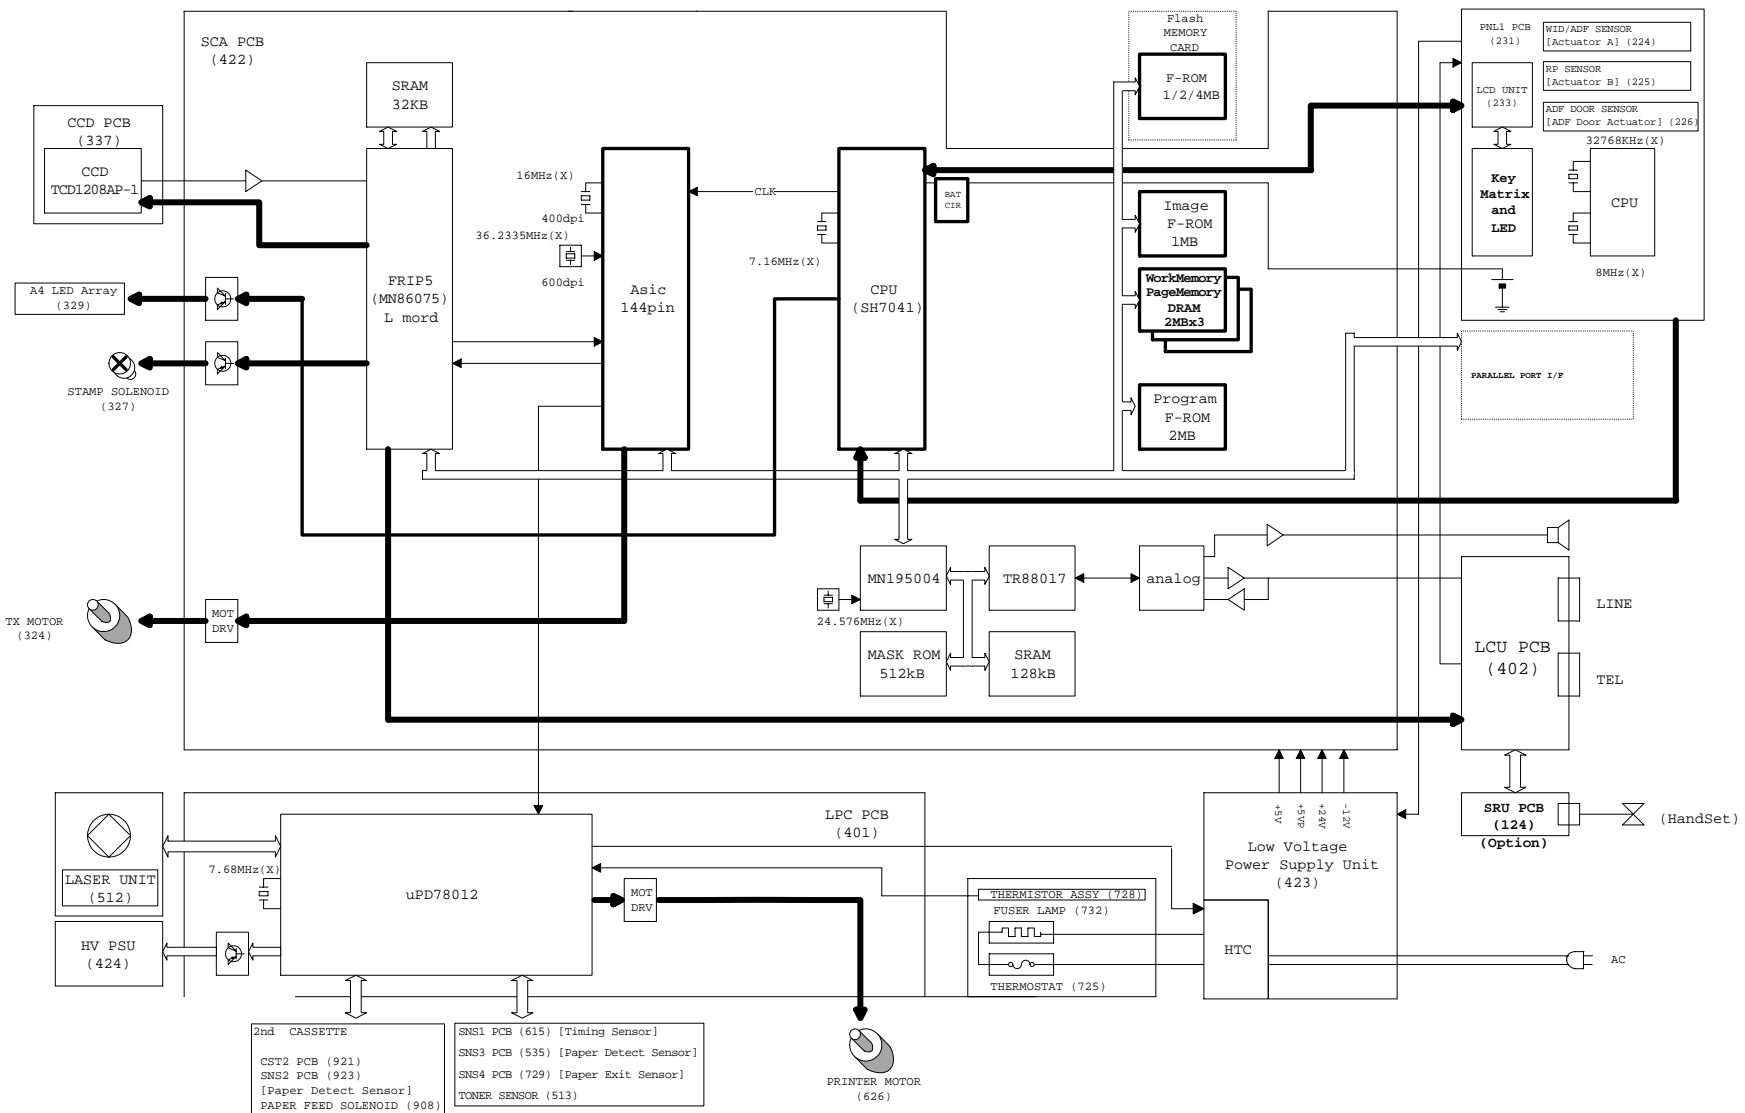 SCA PCB
(422)
SRAM
32KB
CCD PCB
(337)
CCD
TCD1208AP-1
A4 LED Array
(329)
STAMP SOLENOID
(327)
TX MOTOR
(324)
MOT
DRV
FRIP5
(MN86075)
L mord
16MHz(X)
400dpi
36.2335MHz(X)
600dpi
Asic
144pin
CLK
7.16MHz(X)
CPU
(SH7041)
BAT
CIR
Flash
MEMORY
CARD
F-ROM
1/2/4MB
Image
F-ROM
1MB
WorkMemory
PageMemory
DRAM
2MBx3
Program
F-ROM
2MB
PNL1 PCB
(231)
WID/ADF SENSOR
[Actuator A] (224)
RP SENSOR
[Actuator B] (225)
ADF DOOR SENSOR
[ADF Door Actuator] (226)
LCD UNIT
(233)
32768KHz(X)
Key
Matrix
and
LED
CPU
8MHz(X)
PARALLEL PORT I/F
MN195004
TR88017
analog
24.576MHz(X)
MASK ROM
512kB
SRAM
128kB
LCU PCB
(402)
LINE
TEL
SRU PCB
(124)
(Option)
(HandSet)
+5V
+5VP
+24V
-12V
Low Voltage
Power Supply Unit
(423)
HTC
AC
LPC PCB
(401)
LASER UNIT
(512)
7.68MHz(X)
uPD78012
MOT
DRV
HV PSU
(424)
THERMISTOR ASSY (728)
FUSER LAMP (732)
THERMOSTAT (725)
2nd CASSETTE
CST2 PCB (921)
SNS2 PCB (923)
[Paper Detect Sensor]
PAPER FEED SOLENOID (908)
SNS1 PCB (615) [Timing Sensor]
SNS3 PCB (535) [Paper Detect Sensor]
SNS4 PCB (729) [Paper Exit Sensor]
TONER SENSOR (513)
PRINTER MOTOR
(626)